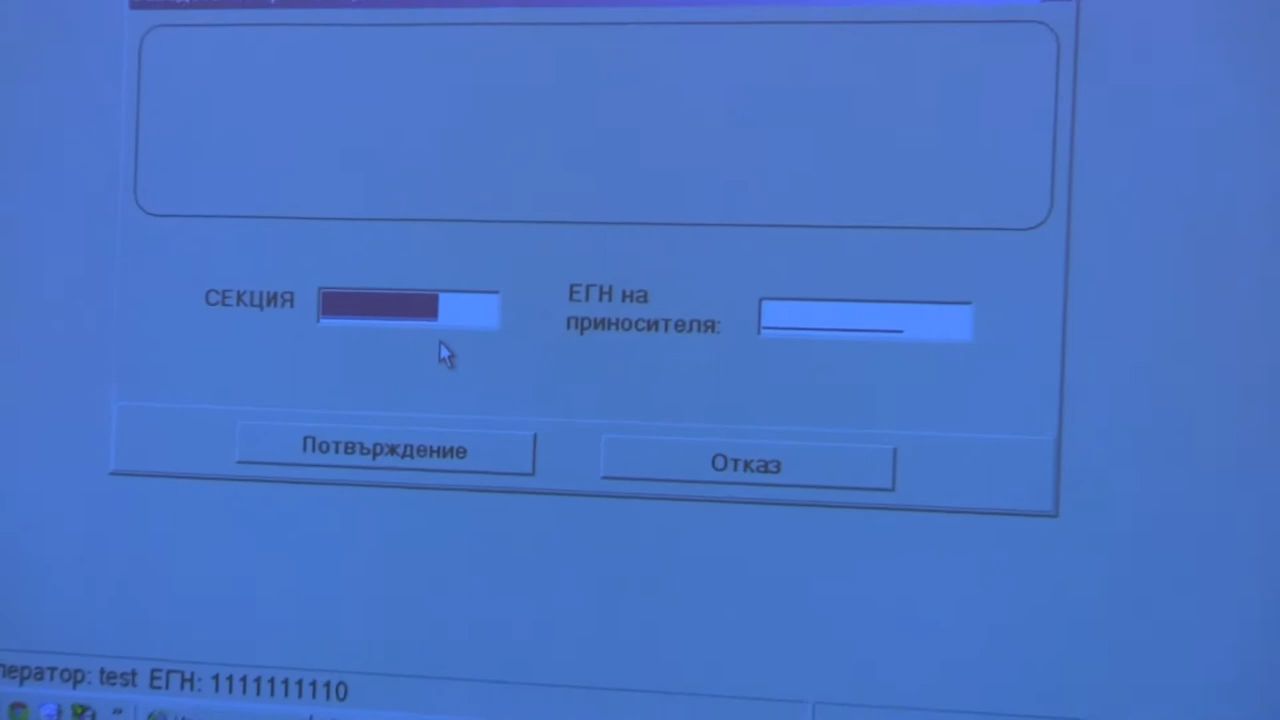 СЕКЦИЯ
ЕГН на
приносителя:
Потвърждение
Отказ
ператор: test ЕГН: 1111111110